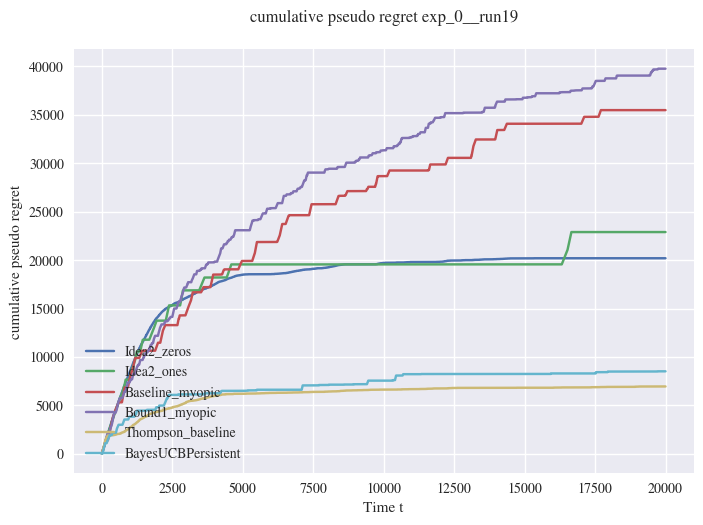 cumulative pseudo regret exp_0__run19
40000
35000
30000
25000
20000
15000
10000
5000
0
cumulative pseudo regret
Idea2_zeros
Idea2_ones
Baseline_myopic
Bound1_myopic
Thompson_baseline
BayesUCBPersistent
0 2500 5000 7500 10000 12500 15000 17500 20000
Time t